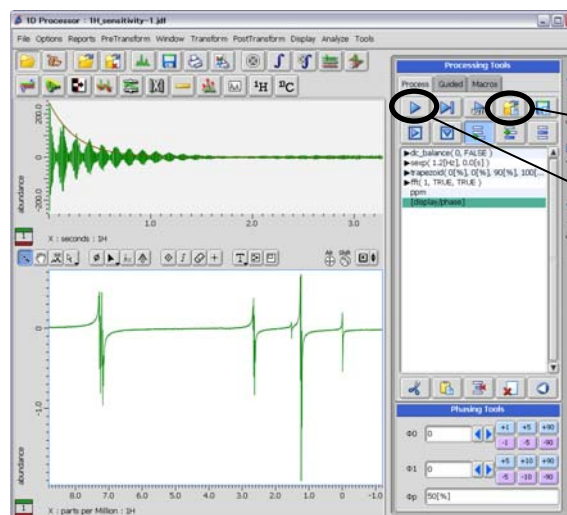 1D Processor : 1H_sensitivity-1.jdf
File Options Reports PreTransform Window Transform PostTransform Display Analyze Tools
¹H
¹³C
Processing Tools
Process Guided Macros
dc_balance( 0, FALSE )
sexp( 1.2[Hz], 0.0[s] )
trapezoid( 0[%], 0[%], 90[%], 100[...
fft( 1, TRUE, TRUE )
ppm
[display/phase]
abundance
200.0
0
-200.0
1.0 2.0 3.0
1
X : seconds : 1H
abundance
0
-1.0
8.0 7.0 6.0 5.0 4.0 3.0 2.0 1.0 0 -1.0
1
X : parts per Million : 1H
Phasing Tools
Φ0 0 +1 +5 +90
-1 -5 -90
Φ1 0 +5 +10 +90
-5 -10 -90
Φp 50[%]